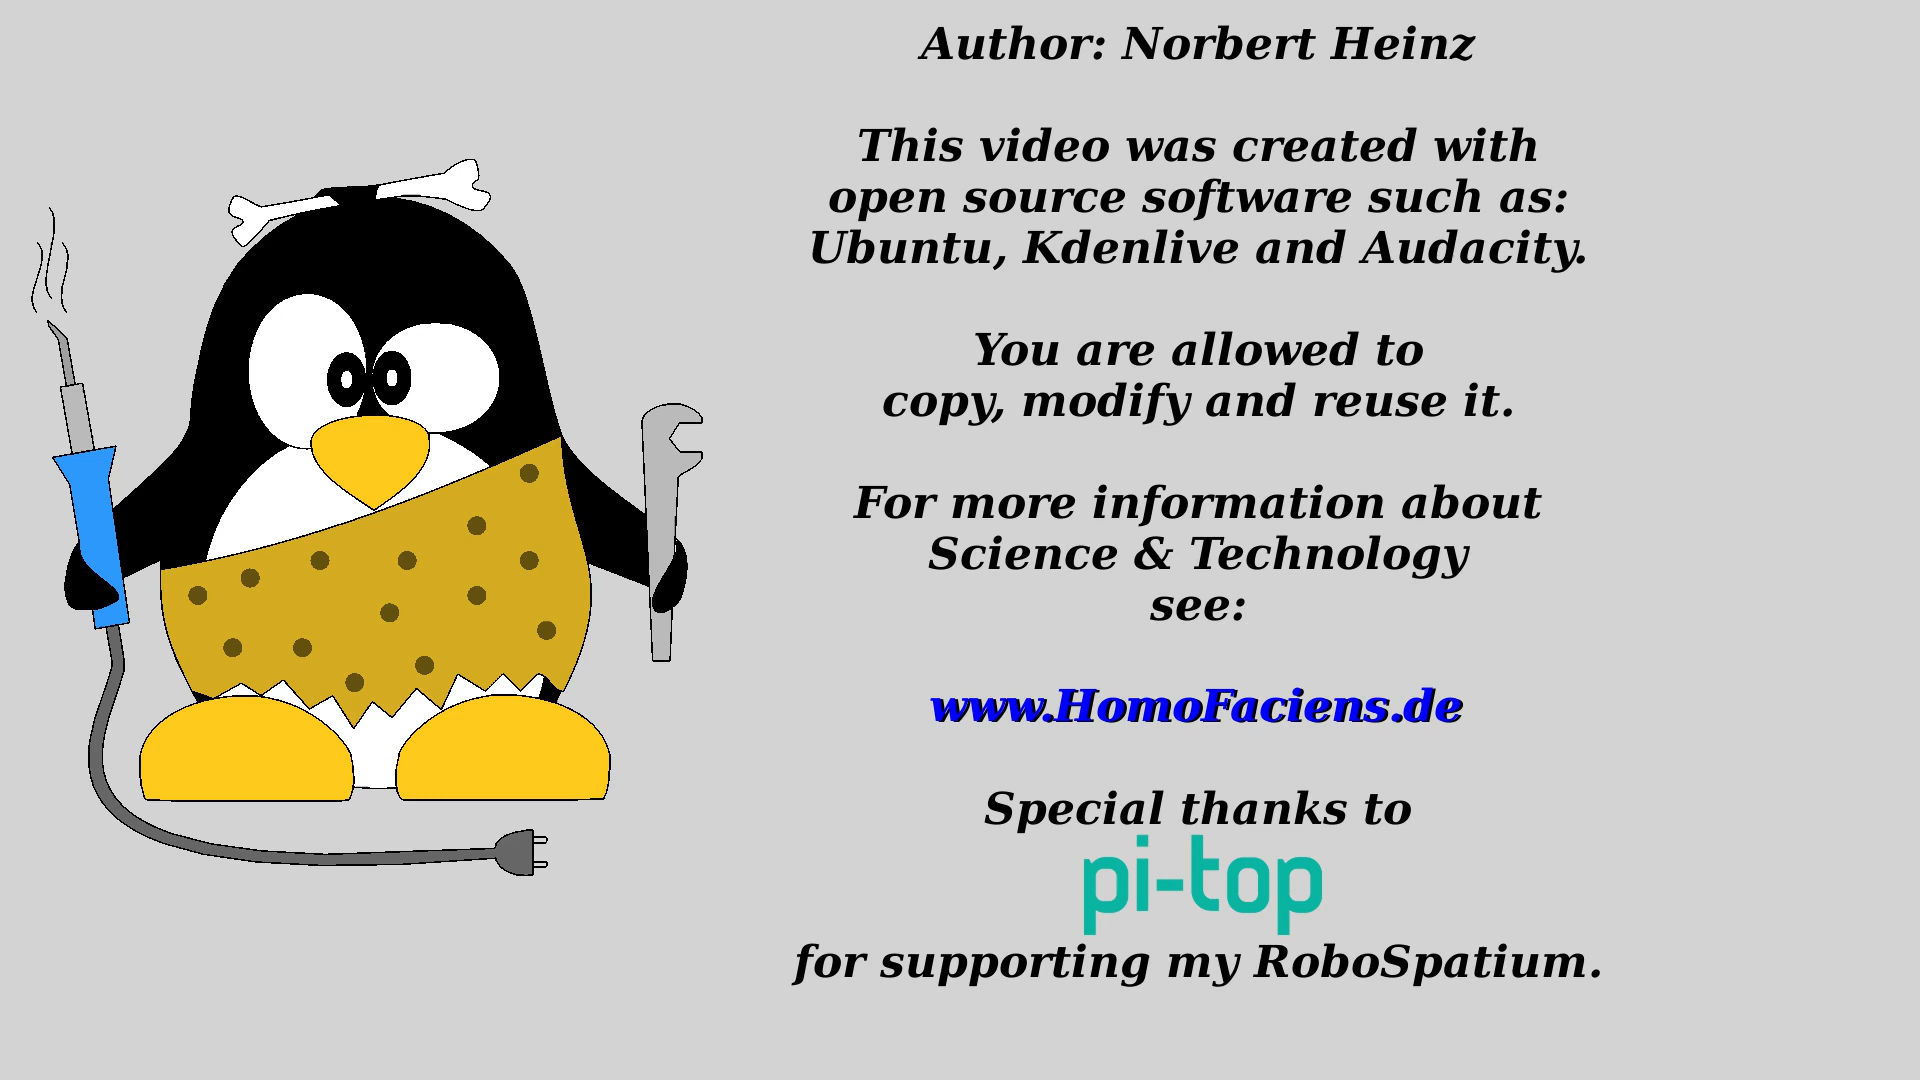 Author: Norbert Heinz
This video was created with
open source software such as:
Ubuntu, Kdenlive and Audacity.
You are allowed to
copy, modify and reuse it.
For more information about
Science & Technology
see:
www.HomoFaciens.de
Special thanks to
pi-top
for supporting my RoboSpatium.